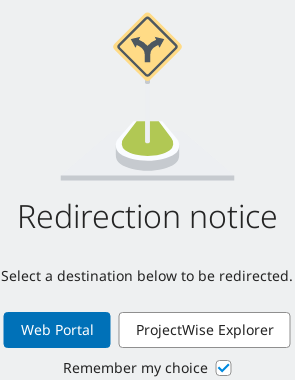 Redirection notice
Select a destination below to be redirected.
Web Portal
ProjectWise Explorer
Remember my choice